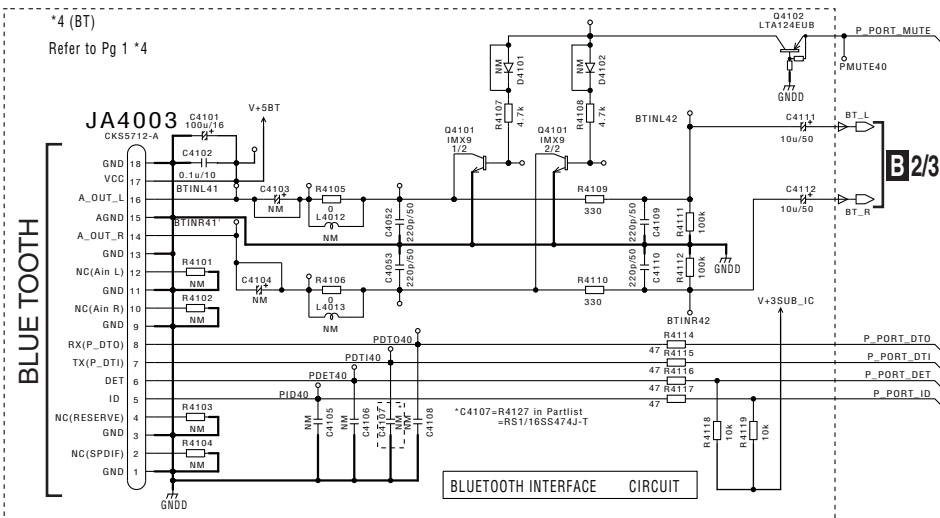 *4 (BT)
Refer to Pg 1 *4
Q4102
LTA124EUB
P_PORT_MUTE
PMUTE40
GNDD
NM
D4101
NM
D4102
R4107
4.7k
R4108
4.7k
V+5BT
C4101
100u/16
JA4003
CKS5712-A
C4102
0.1u/10
Q4101
IMX9
1/2
Q4101
IMX9
2/2
BTINL42
C4111
10u/50
BT_L
B 2/3
C4112
10u/50
BT_R
BLUE TOOTH
GND 18
VCC 17
A_OUT_L 16
AGND 15
A_OUT_R 14
GND 13
NC(Ain L) 12
GND 11
NC(Ain R) 10
GND 9
RX(P_DTO) 8
TX(P_DTI) 7
DET 6
ID 5
NC(RESERVE) 4
GND 3
NC(SPDIF) 2
GND 1
BTINL41
C4103
NM
R4105
0
L4012
NM
C4052
220p/50
R4109
330
C4109
220p/50
R4111
100k
BTINR41'
C4104
NM
R4106
0
L4013
NM
C4053
220p/50
R4110
330
C4110
220p/50
R4112
100k
GNDD
BTINR42
V+3SUB_IC
R4101
NM
R4102
NM
R4103
NM
R4104
NM
GNDD
PDTO40
PDTI40
PDET40
PID40
R4114
47 R4115
47 R4116
47 R4117
47
P_PORT_DTO
P_PORT_DTI
P_PORT_DET
P_PORT_ID
NM
C4105
NM
C4106
NM
C4107
NM
C4108
*C4107=R4127 in Partlist
=RS1/16SS474J-T
R4118
10k
R4119
10k
BLUETOOTH INTERFACE CIRCUIT